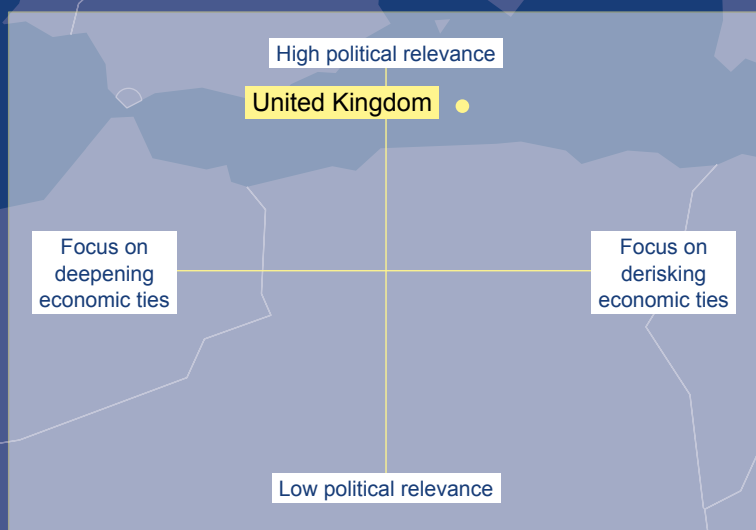 High political relevance
United Kingdom
Focus on
deepening
economic ties
Focus on
derisking
economic ties
Low political relevance